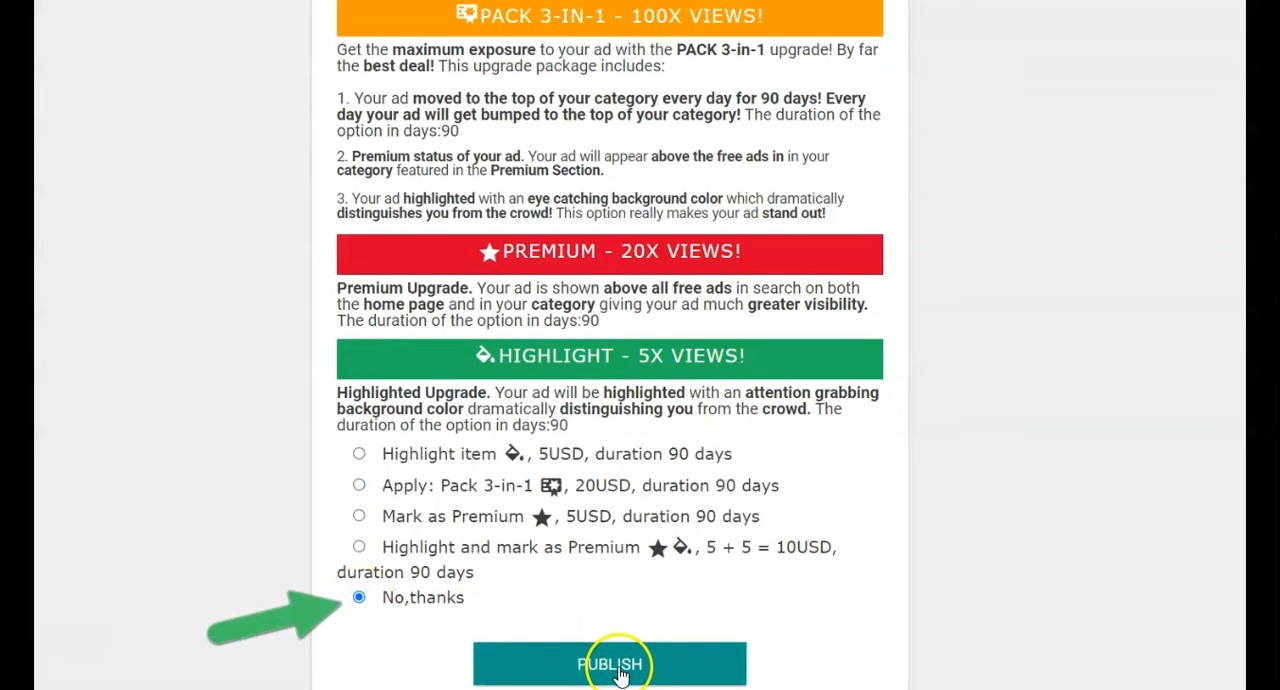 PACK 3-IN-1 - 100X VIEWS!
Get the maximum exposure to your ad with the PACK 3-in-1 upgrade! By far
the best deal! This upgrade package includes:
1. Your ad moved to the top of your category every day for 90 days! Every
day your ad will get bumped to the top of your category! The duration of the
option in days:90
2. Premium status of your ad. Your ad will appear above the free ads in in your
category featured in the Premium Section.
3. Your ad highlighted with an eye catching background color which dramatically
distinguishes you from the crowd! This option really makes your ad stand out!
PREMIUM - 20X VIEWS!
Premium Upgrade. Your ad is shown above all free ads in search on both
the home page and in your category giving your ad much greater visibility.
The duration of the option in days:90
HIGHLIGHT - 5X VIEWS!
Highlighted Upgrade. Your ad will be highlighted with an attention grabbing
background color dramatically distinguishing you from the crowd. The
duration of the option in days:90
Highlight item , 5USD, duration 90 days
Apply: Pack 3-in-1 , 20USD, duration 90 days
Mark as Premium , 5USD, duration 90 days
Highlight and mark as Premium , 5 + 5 = 10USD,
duration 90 days
No,thanks
PUBLISH